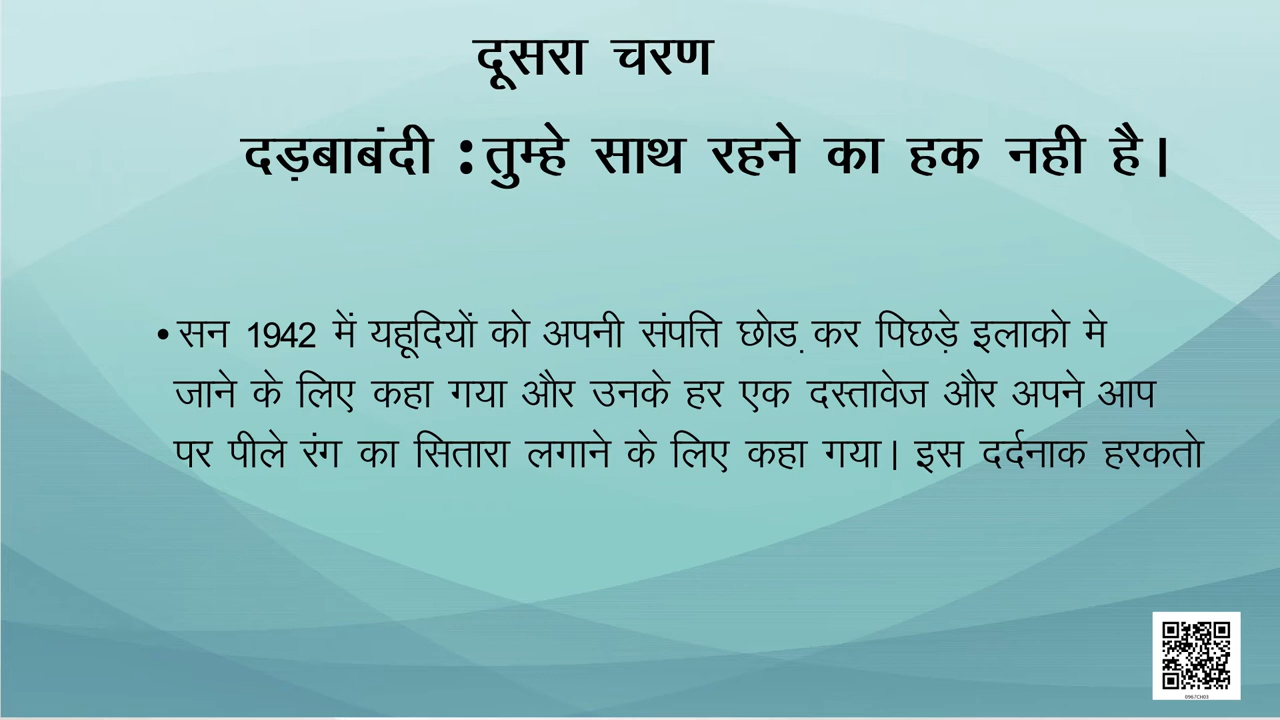 दूसरा चरण
दड़बाबंदी : तुम्हे साथ रहने का हक नही है।
• सन 1942 में यहूदियों को अपनी संपत्ति छोड़ कर पिछड़े इलाको मे
जाने के लिए कहा गया और उनके हर एक दस्तावेज और अपने आप
पर पीले रंग का सितारा लगाने के लिए कहा गया। इस दर्दनाक हरकतो
0967CH03